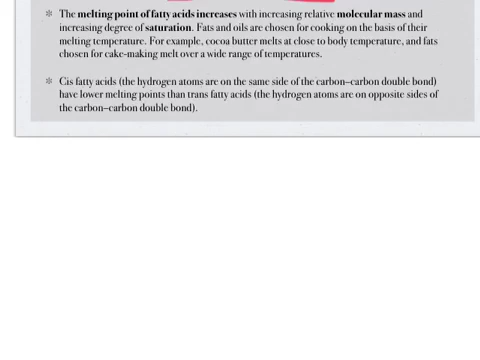 * The melting point of fatty acids increases with increasing relative molecular mass and
increasing degree of saturation. Fats and oils are chosen for cooking on the basis of their
melting temperature. For example, cocoa butter melts at close to body temperature, and fats
chosen for cake-making melt over a wide range of temperatures.
* Cis fatty acids (the hydrogen atoms are on the same side of the carbon–carbon double bond)
have lower melting points than trans fatty acids (the hydrogen atoms are on opposite sides of
the carbon–carbon double bond).